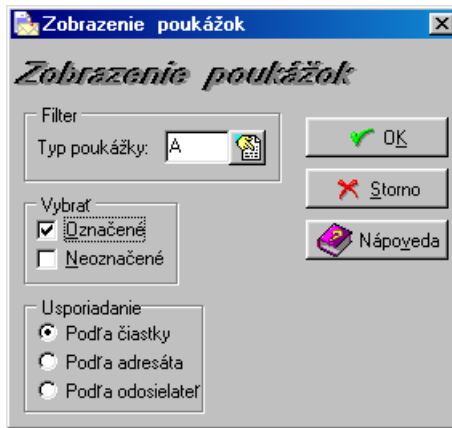 Zobrazenie poukážok
Zobrazenie poukážok
Filter
Typ poukážky: A
OK
Storno
Nápoveda
Vybrať
Označené
Neoznačené
Usporiadanie
Podľa čiastky
Podľa adresáta
Podľa odosielateľ